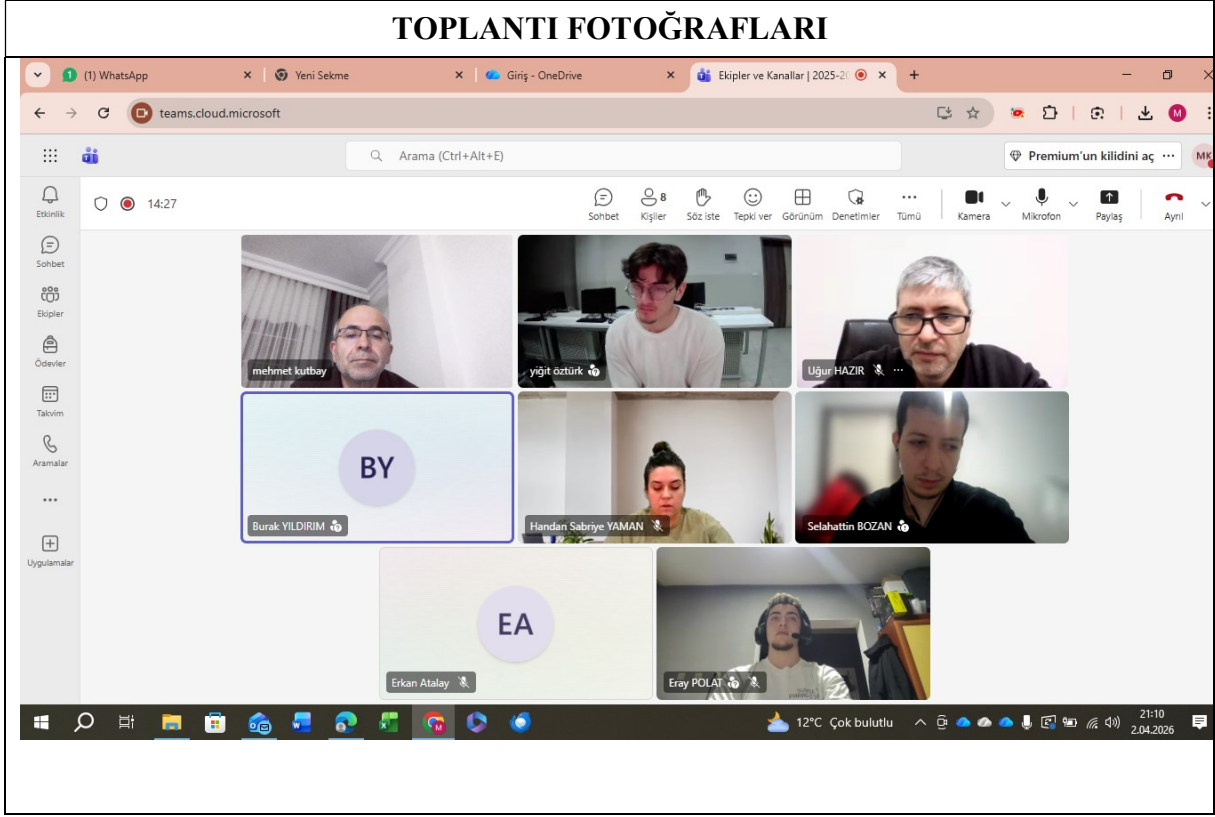 TOPLANTI FOTOĞRAFLARI
1 (1) WhatsApp
Yeni Sekme
Giriş - OneDrive
Ekipler ve Kanallar | 2025-2
teams.cloud.microsoft
M
Arama (Ctrl+Alt+E)
Premium'un kilidini aç
MK
Etkinlik
Sohbet
Ekipler
Ödevler
Takvim
Aramalar
Uygulamalar
14:27
Sohbet
8
Kişiler
Söz iste
Tepki ver
Görünüm
Denetimler
Tümü
Kamera
Mikrofon
Paylaş
Ayrıl
mehmet kutbay
yiğit öztürk
Uğur HAZIR
BY
Burak YILDIRIM
Handan Sabriye YAMAN
Selahattin BOZAN
EA
Erkan Atalay
Eray POLAT
12°C Çok bulutlu
21:10
2.04.2026